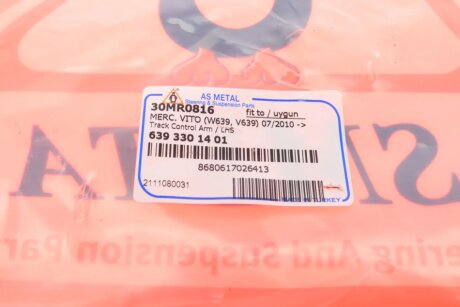 AS METAL
Steering & Suspension Parts
30MR0816 fit to / uygun
MERC. VITO (W639, V639) 07/2010 ->
Track Control Arm / LHS
639 330 14 01
8680617026413
2111080031
MADE IN TURKEY
ering And Suspension Par